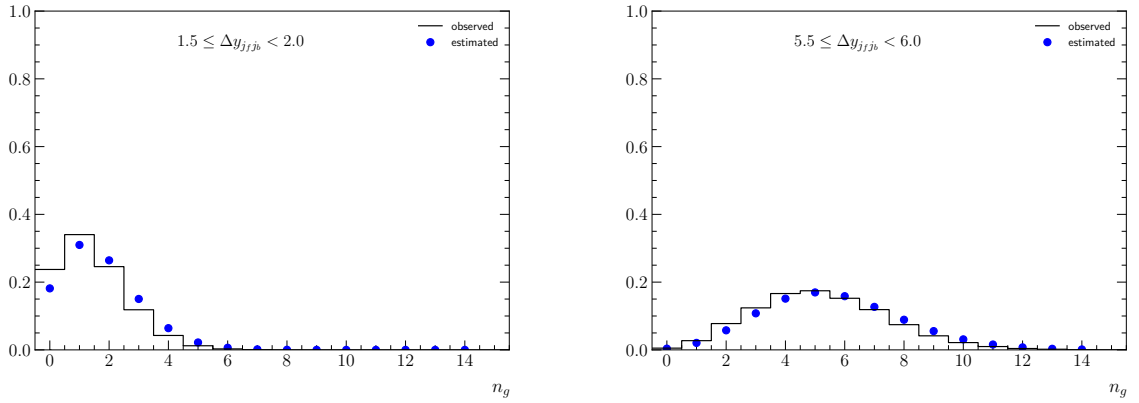 1.0
0.8
0.6
0.4
0.2
0.0
0 2 4 6 8 10 12 14
n_g
1.5 ≤ Δy_{j_f j_b} < 2.0
observed
estimated
1.0
0.8
0.6
0.4
0.2
0.0
0 2 4 6 8 10 12 14
n_g
5.5 ≤ Δy_{j_f j_b} < 6.0
observed
estimated